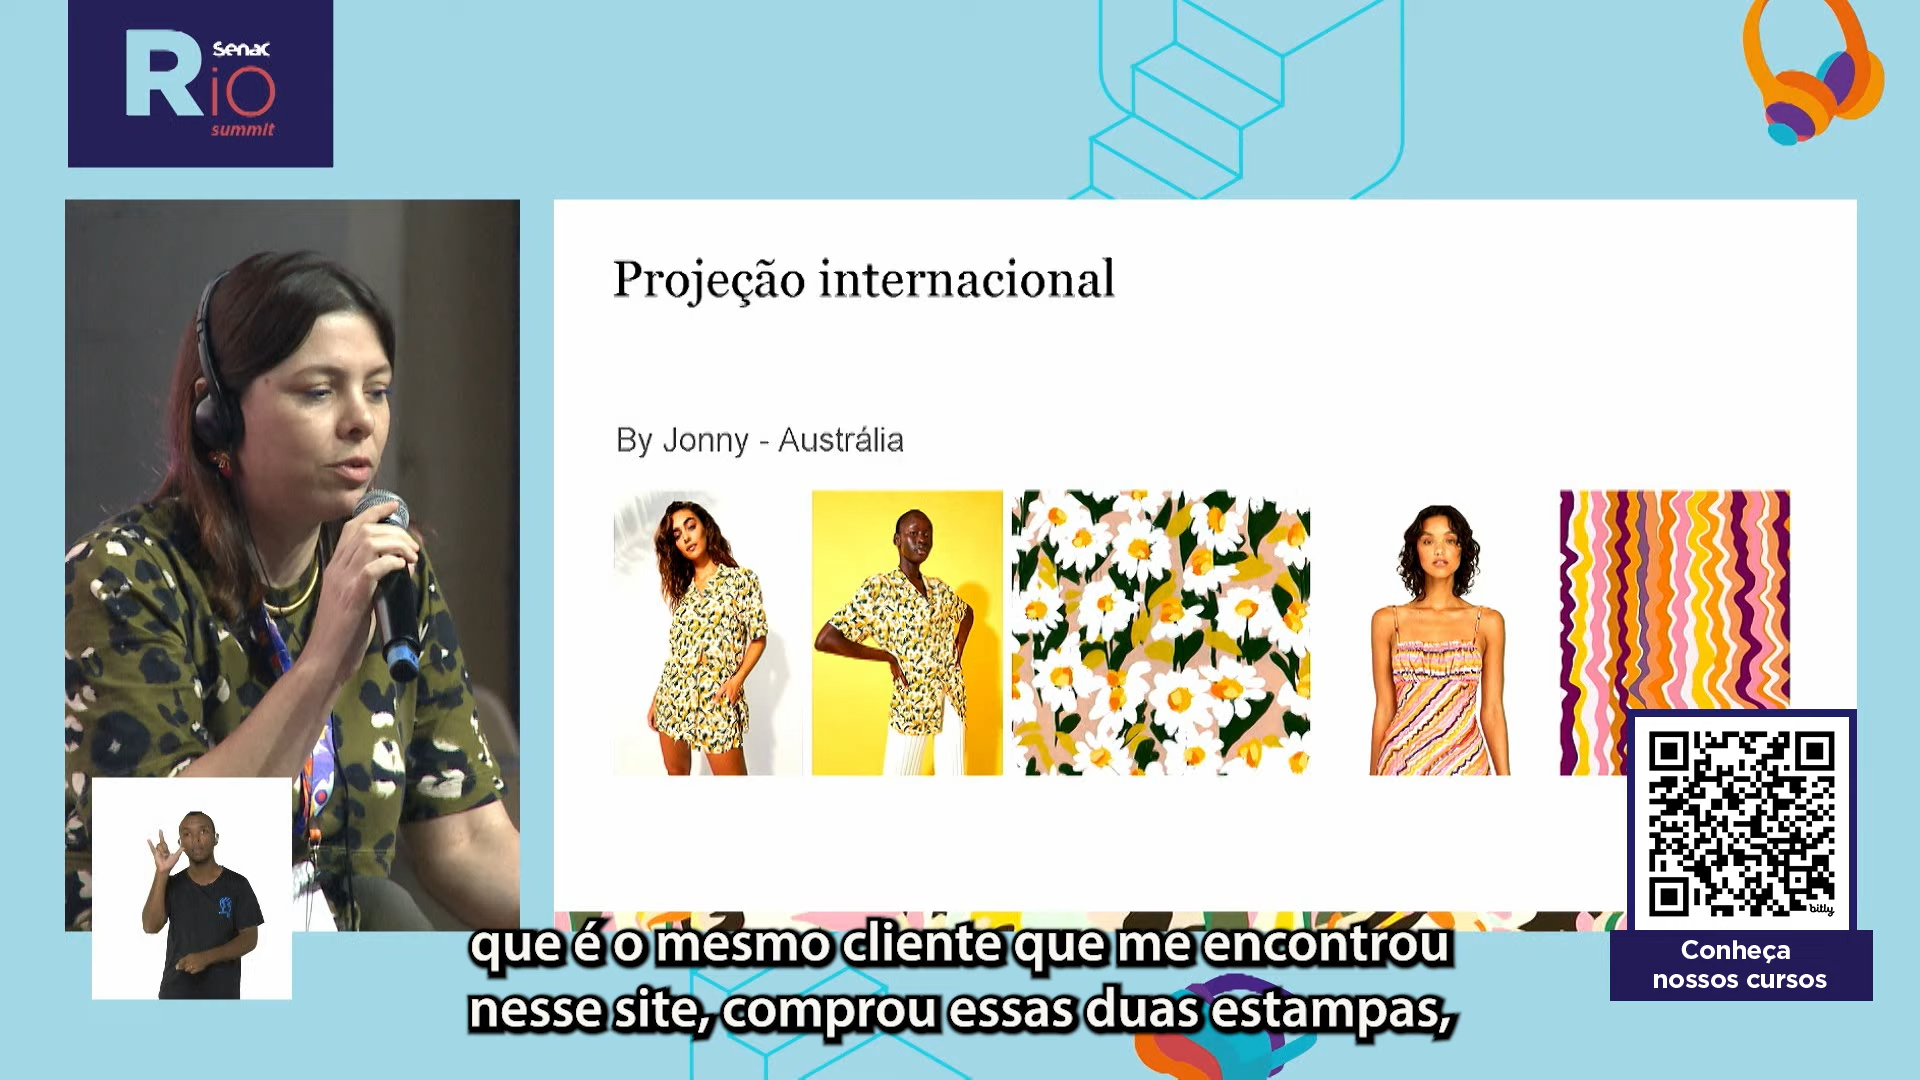 R senac
io
summit
Projeção internacional
By Jonny - Austrália
bitly
Conheça
nossos cursos
que é o mesmo cliente que me encontrou
nesse site, comprou essas duas estampas,